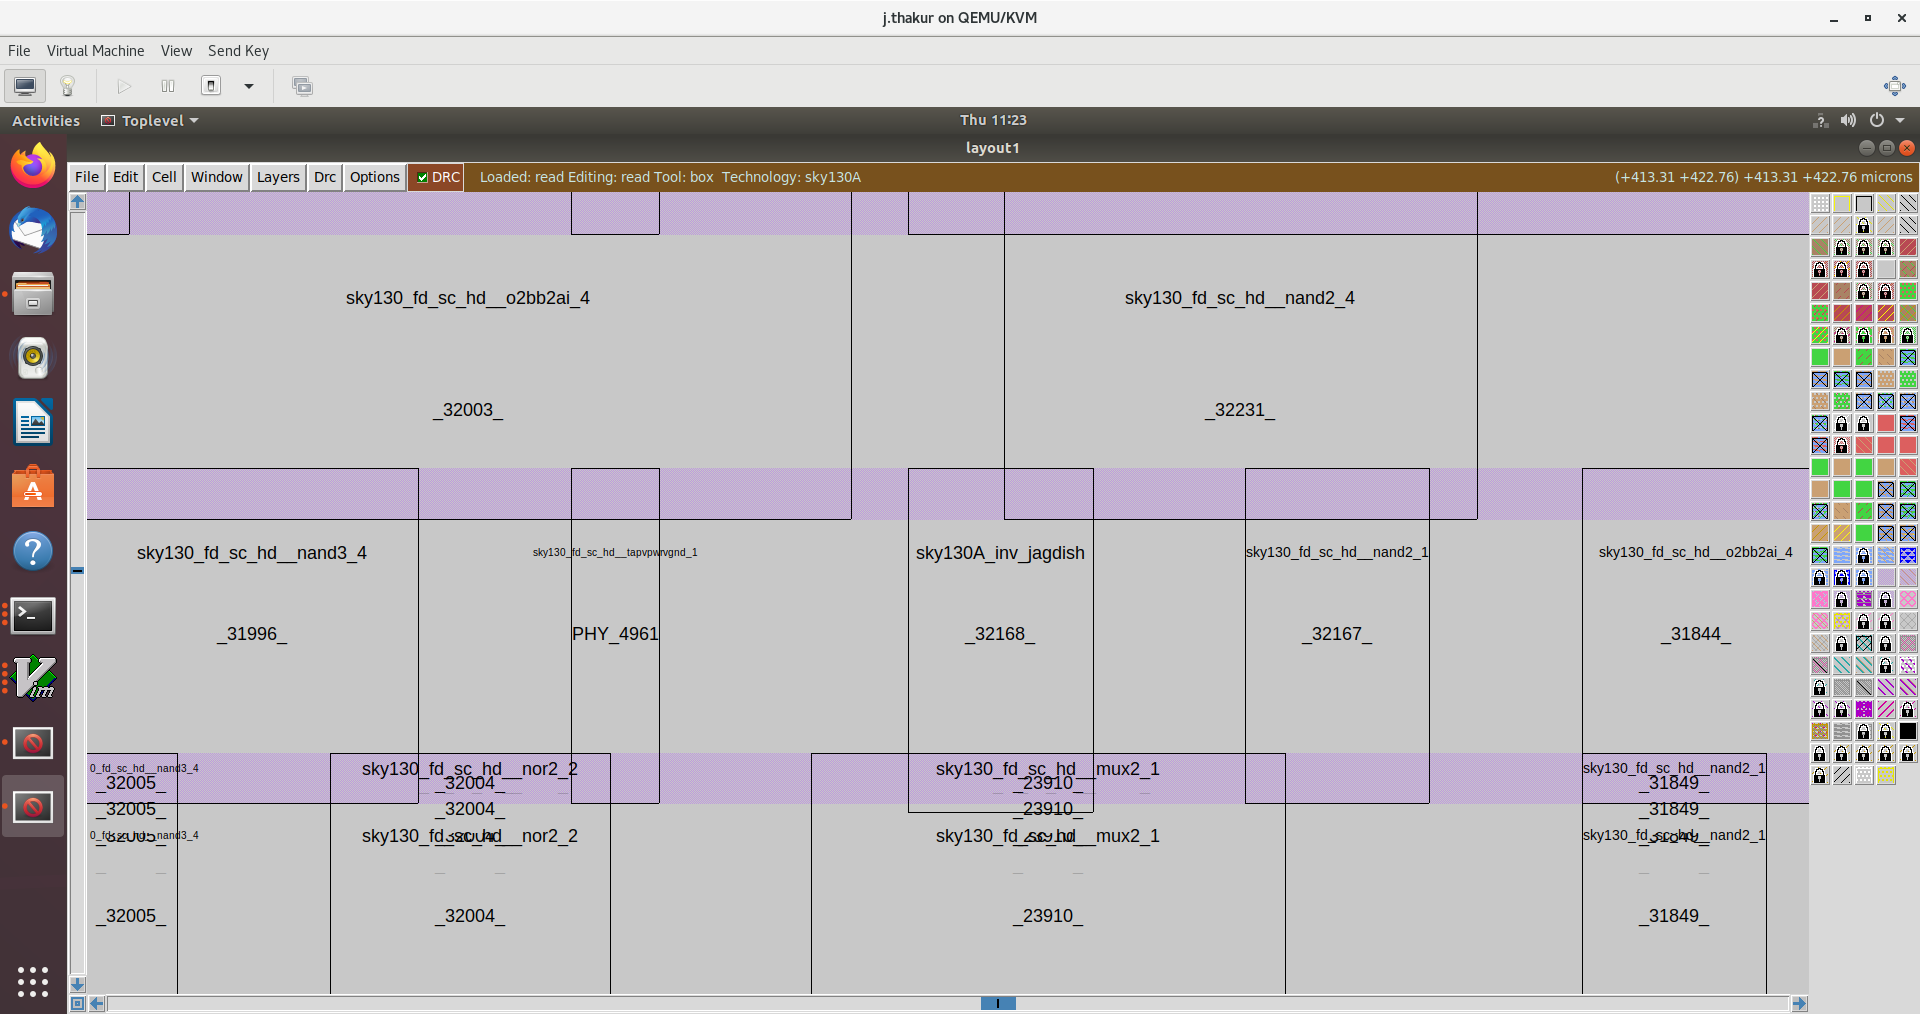 j.thakur on QEMU/KVM
File Virtual Machine View Send Key
Activities Toplevel Thu 11:23
layout1
File Edit Cell Window Layers Drc Options DRC Loaded: read Editing: read Tool: box Technology: sky130A (+413.31 +422.76) +413.31 +422.76 microns
sky130_fd_sc_hd__o2bb2ai_4 sky130_fd_sc_hd__nand2_4
_32003_ _32231_
sky130_fd_sc_hd__nand3_4 sky130_fd_sc_hd__tapvpwrvgnd_1 sky130A_inv_jagdish sky130_fd_sc_hd__nand2_1 sky130_fd_sc_hd__o2bb2ai_4
_31996_ PHY_4961 _32168_ _32167_ _31844_
0_fd_sc_hd__nand3_4 sky130_fd_sc_hd__nor2_2 sky130_fd_sc_hd__mux2_1 sky130_fd_sc_hd__nand2_1
_32005_ _32004_ _23910_ _31849_
_32005_ _32004_ _23910_ _31849_
0_fd_sc_hd__nand3_4 sky130_fd_sc_hd__nor2_2 sky130_fd_sc_hd__mux2_1 sky130_fd_sc_hd__nand2_1
_32005_ _32004_ _23910_ _31849_